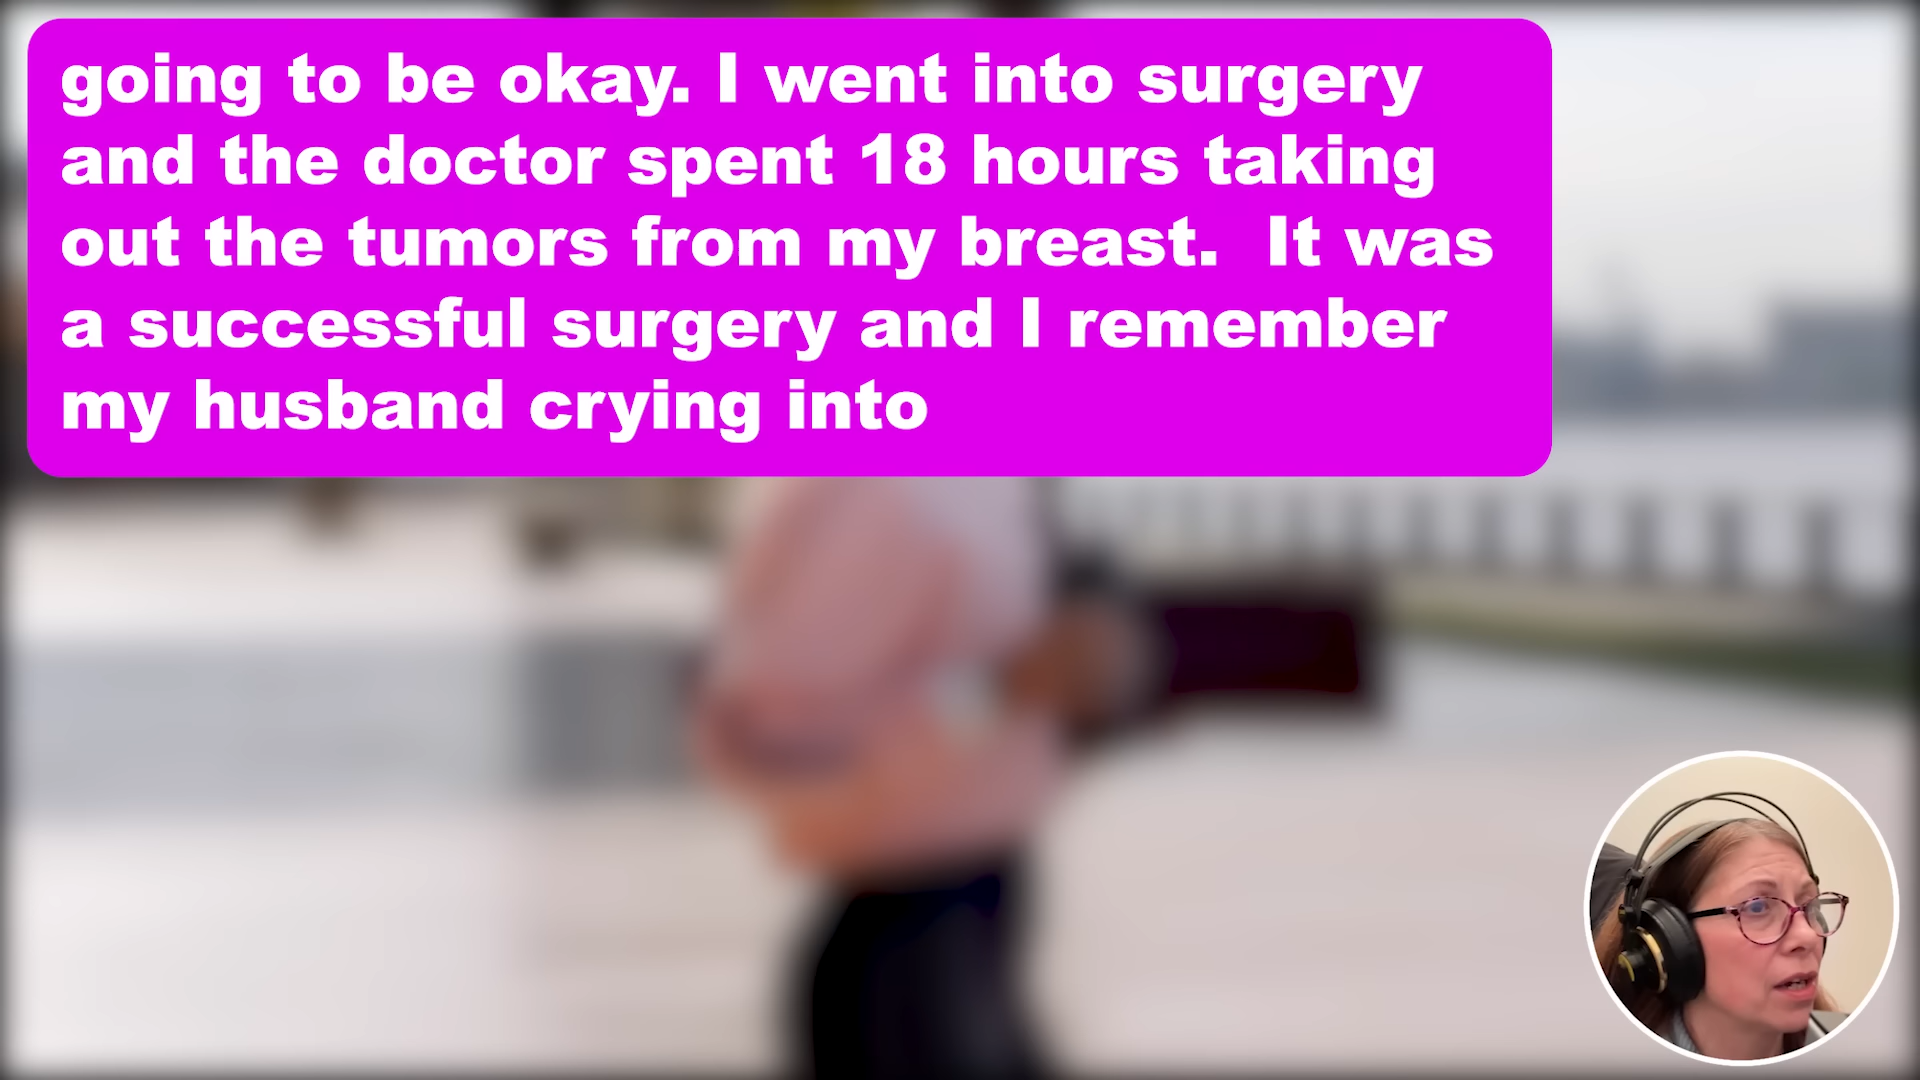 going to be okay. I went into surgery
and the doctor spent 18 hours taking
out the tumors from my breast.  It was
a successful surgery and I remember
my husband crying into